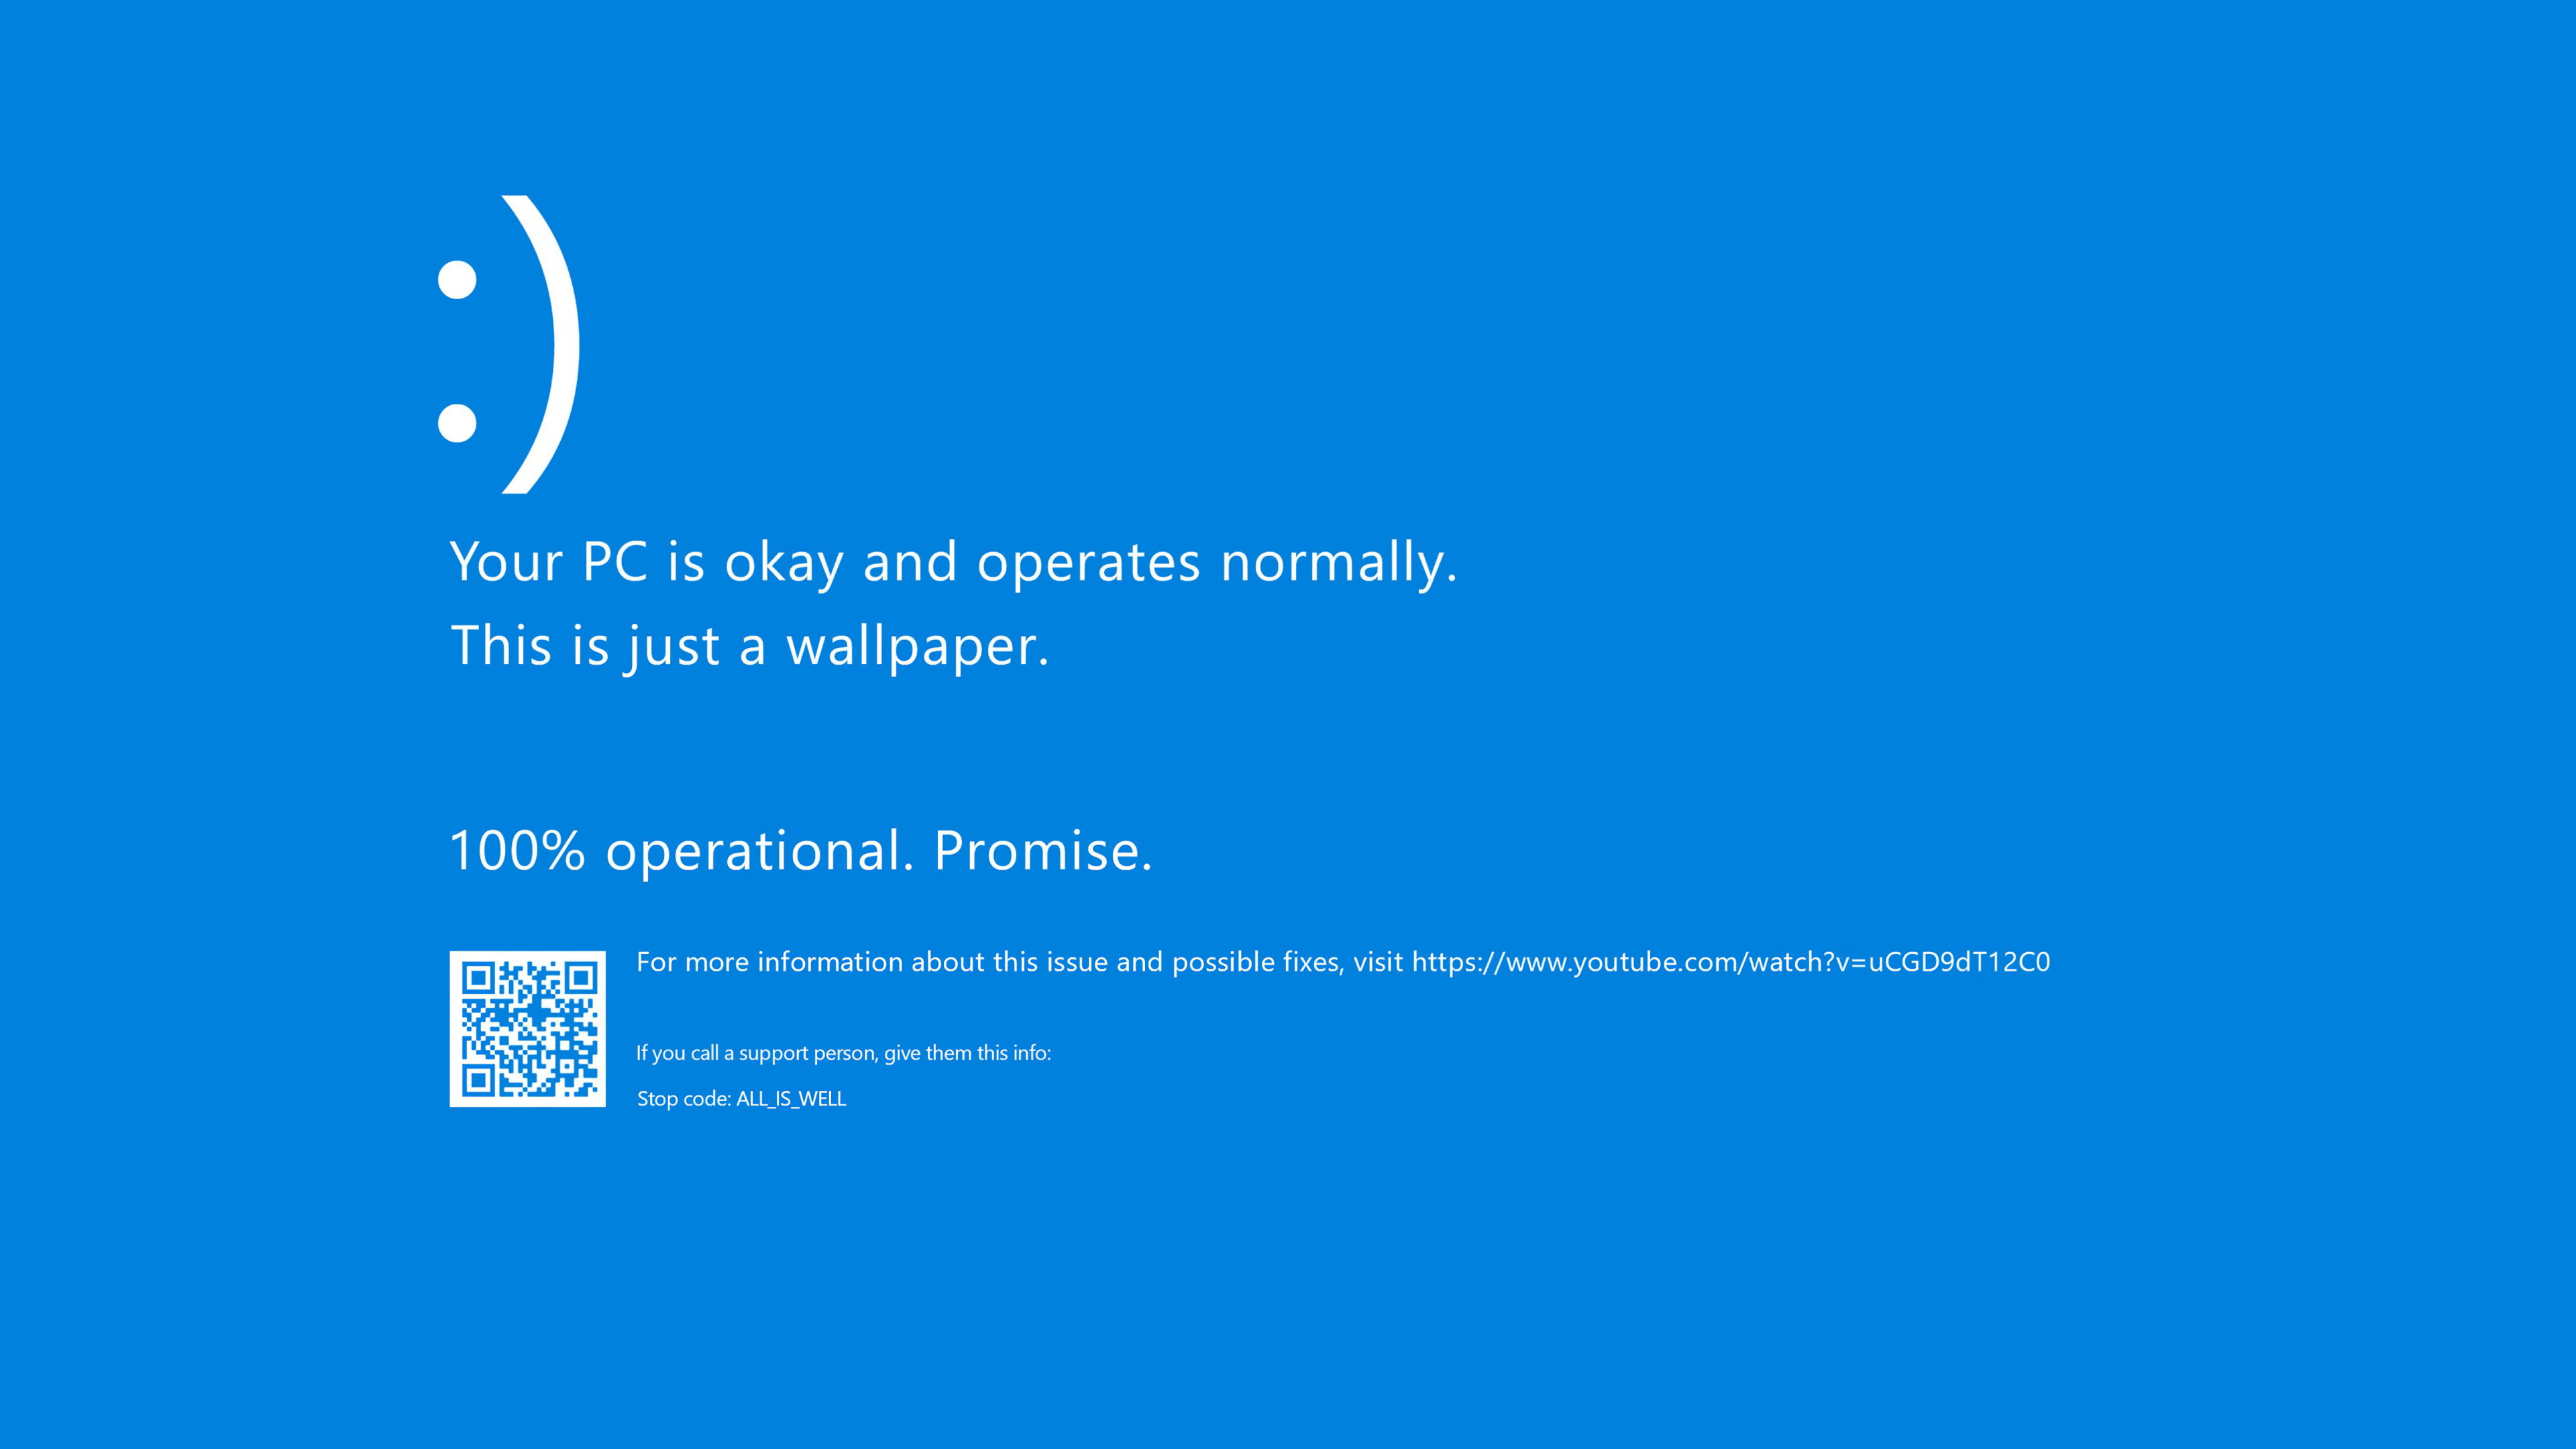 :)
Your PC is okay and operates normally.
This is just a wallpaper.
100% operational. Promise.
For more information about this issue and possible fixes, visit https://www.youtube.com/watch?v=uCGD9dT12C0
If you call a support person, give them this info:
Stop code: ALL_IS_WELL